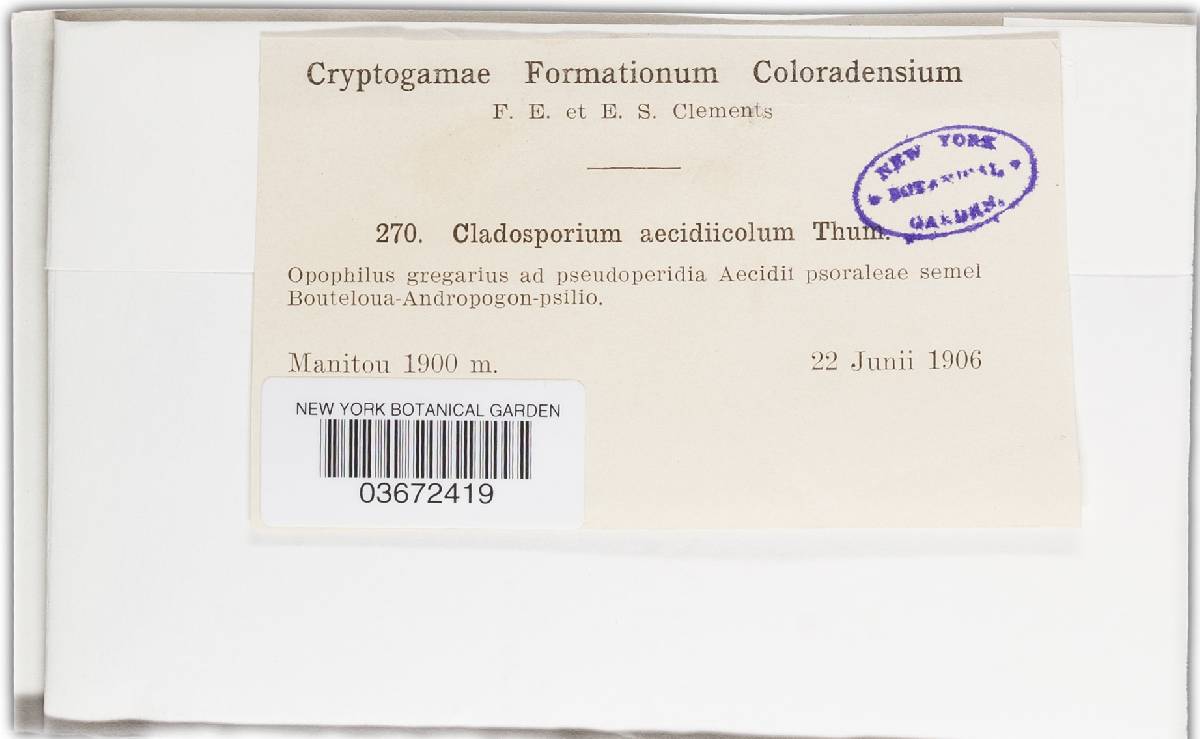 Cryptogamae Formationum Coloradensium
F. E. et E. S. Clements
NEW YORK
BOTANICAL
GARDEN.
270. Cladosporium aecidiicolum Thum.
Opophilus gregarius ad pseudoperidia Aecidii psoraleae semel
Bouteloua-Andropogon-psilio.
Manitou 1900 m. 22 Junii 1906
NEW YORK BOTANICAL GARDEN
03672419